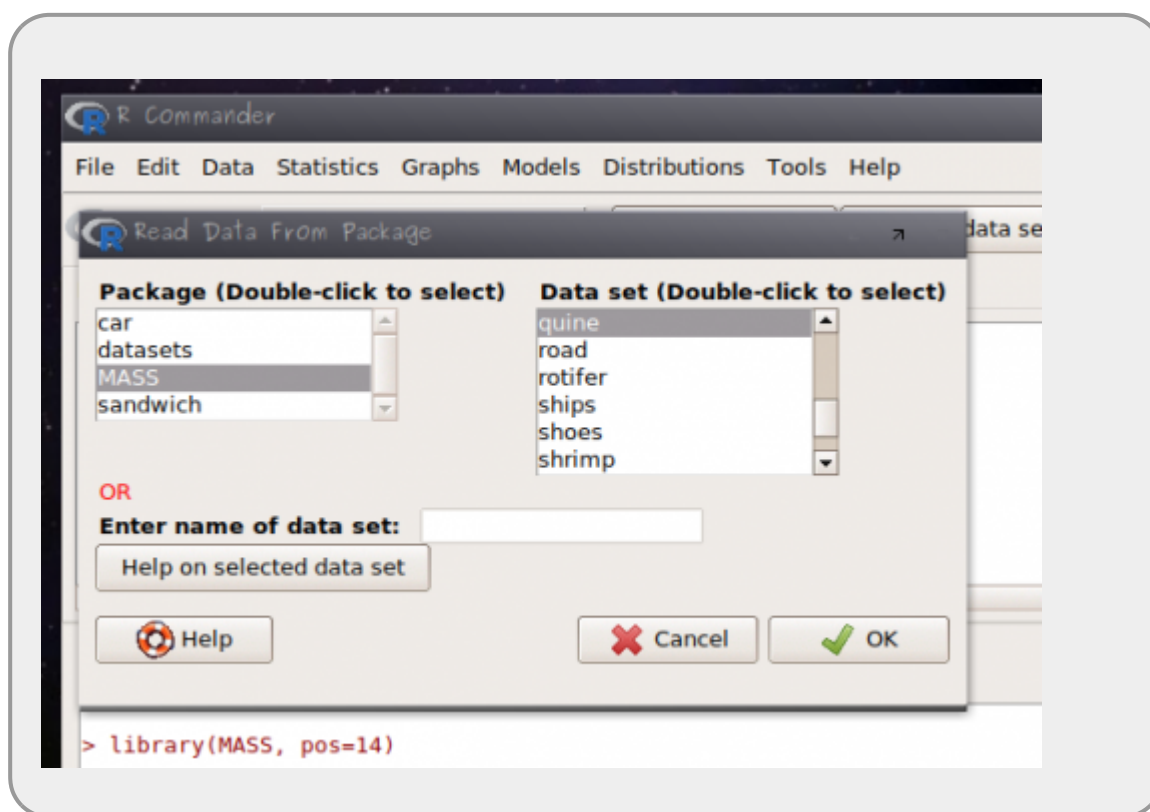 R Commander
File Edit Data Statistics Graphs Models Distributions Tools Help
data se
Read Data From Package
Package (Double-click to select) Data set (Double-click to select)
car quine
datasets road
MASS rotifer
sandwich ships
shoes
shrimp
OR
Enter name of data set:
Help on selected data set
Help Cancel OK
> library(MASS, pos=14)